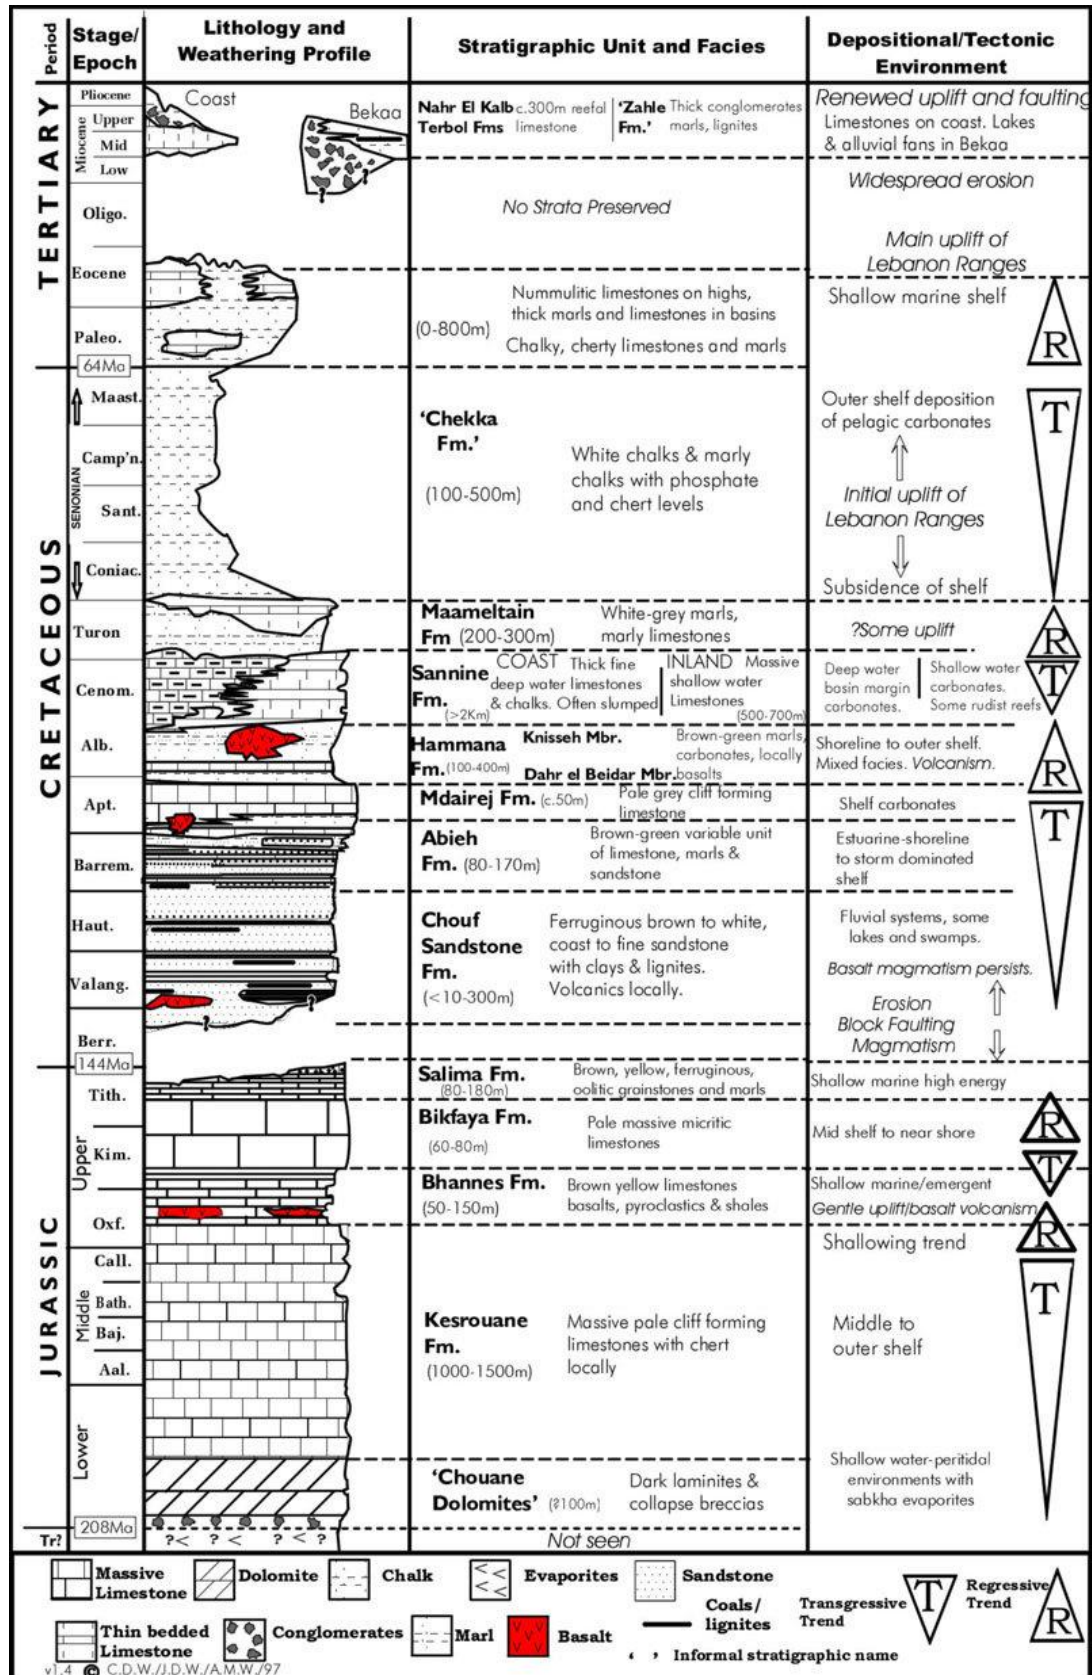 Period
Stage/
Epoch
Lithology and
Weathering Profile
Stratigraphic Unit and Facies
Depositional/Tectonic
Environment
TERTIARY
Pliocene
Miocene
Upper
Mid
Low
Oligo.
Eocene
Paleo.
64Ma
Coast
Bekaa
?
?
Nahr El Kalb c.300m reefal
Terbol Fms limestone
'Zahle Thick conglomerates
Fm.' marls, lignites
Renewed uplift and faulting
Limestones on coast. Lakes
& alluvial fans in Bekaa
No Strata Preserved
Widespread erosion
Main uplift of
Lebanon Ranges
(0-800m)
Nummulitic limestones on highs,
thick marls and limestones in basins
Chalky, cherty limestones and marls
Shallow marine shelf
R
CRETACEOUS
SENONIAN
Maast.
Camp'n.
Sant.
Coniac.
Turon
Cenom.
Alb.
Apt.
Barrem.
Haut.
Valang.
Berr.
144Ma
'Chekka
Fm.'
(100-500m)
White chalks & marly
chalks with phosphate
and chert levels
Outer shelf deposition
of pelagic carbonates
Initial uplift of
Lebanon Ranges
Subsidence of shelf
T
Maameltain
Fm (200-300m)
White-grey marls,
marly limestones
?Some uplift
R
Sannine
Fm.
(>2Km)
COAST Thick fine
deep water limestones
& chalks. Often slumped
INLAND Massive
shallow water
Limestones
(500-700m)
Deep water
basin margin
carbonates.
Shallow water
carbonates.
Some rudist reefs
T
Hammana
Fm. (100-400m)
Knisseh Mbr.
Dahr el Beidar Mbr.
Brown-green marls,
carbonates, locally
basalts
Shoreline to outer shelf.
Mixed facies. Volcanism.
R
Mdairej Fm. (c.50m)
Pale grey cliff forming
limestone
Shelf carbonates
T
Abieh
Fm. (80-170m)
Brown-green variable unit
of limestone, marls &
sandstone
Estuarine-shoreline
to storm dominated
shelf
Chouf
Sandstone
Fm.
(<10-300m)
Ferruginous brown to white,
coast to fine sandstone
with clays & lignites.
Volcanics locally.
Fluvial systems, some
lakes and swamps.
Basalt magmatism persists.
Erosion
Block Faulting
Magmatism
?
?
JURASSIC
Upper
Middle
Lower
Tith.
Kim.
Oxf.
Call.
Bath.
Baj.
Aal.
208Ma
Tr?
Salima Fm.
(80-180m)
Brown, yellow, ferruginous,
oolitic grainstones and marls
Shallow marine high energy
Bikfaya Fm.
(60-80m)
Pale massive micritic
limestones
Mid shelf to near shore
R
Bhannes Fm.
(50-150m)
Brown yellow limestones
basalts, pyroclastics & shales
Shallow marine/emergent
Gentle uplift/basalt volcanism
T
R
Shallowing trend
Kesrouane
Fm.
(1000-1500m)
Massive pale cliff forming
limestones with chert
locally
Middle to
outer shelf
T
'Chouane
Dolomites' (?100m)
Dark laminites &
collapse breccias
Shallow water-peritidal
environments with
sabkha evaporites
?< ? < ? < ?
Not seen
Massive
Limestone
Dolomite
Chalk
Evaporites
Sandstone
Thin bedded
Limestone
Conglomerates
Marl
Basalt
Coals/
lignites
Transgressive
Trend
T
Regressive
Trend
R
' ' Informal stratigraphic name
v1.4 © C.D.W./J.D.W./A.M.W./97